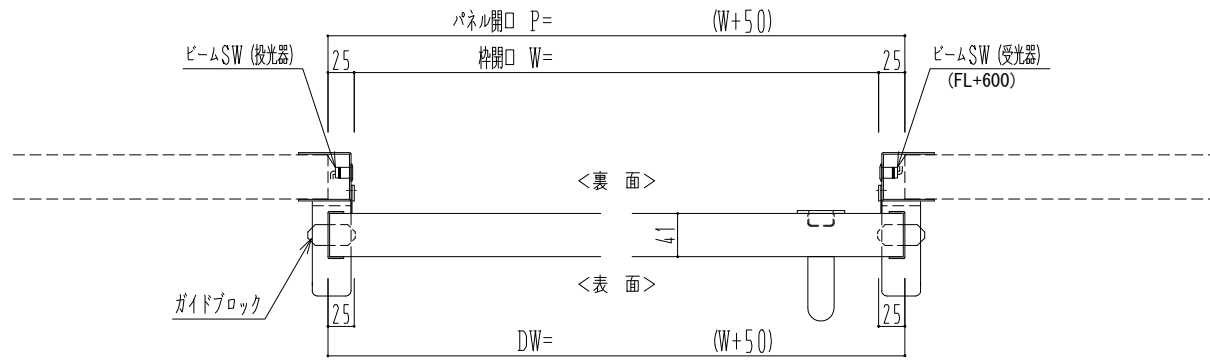 パネル開口 P= (W+50)
ビームSW (投光器)
25
枠開口 W=
25
ビームSW (受光器)
(FL+600)
<裏 面>
41
<表 面>
ガイドブロック
25
25
DW= (W+50)